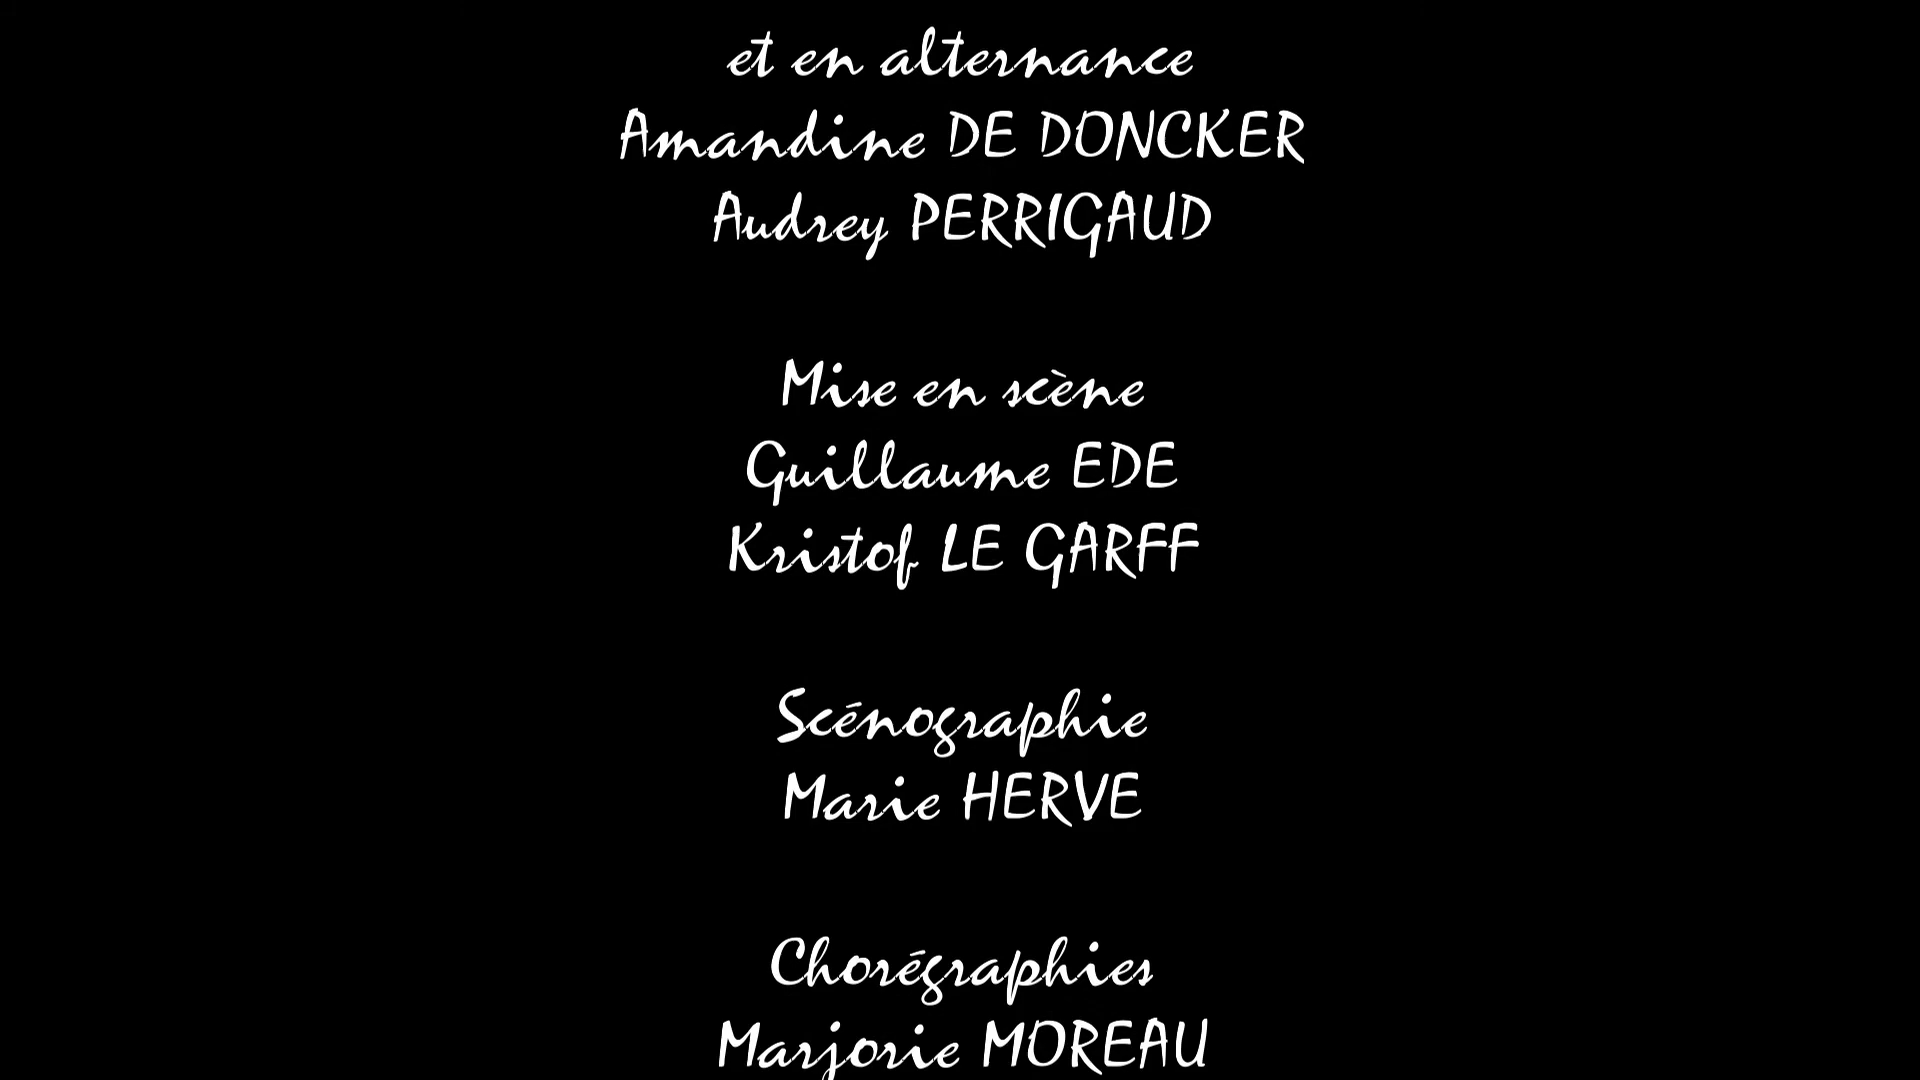 et en alternance
Amandine DE DONCKER
Audrey PERRIGAUD
Mise en scène
Guillaume EDE
Kristof LE GARFF
Scénographie
Marie HERVE
Chorégraphies
Marjorie MOREAU